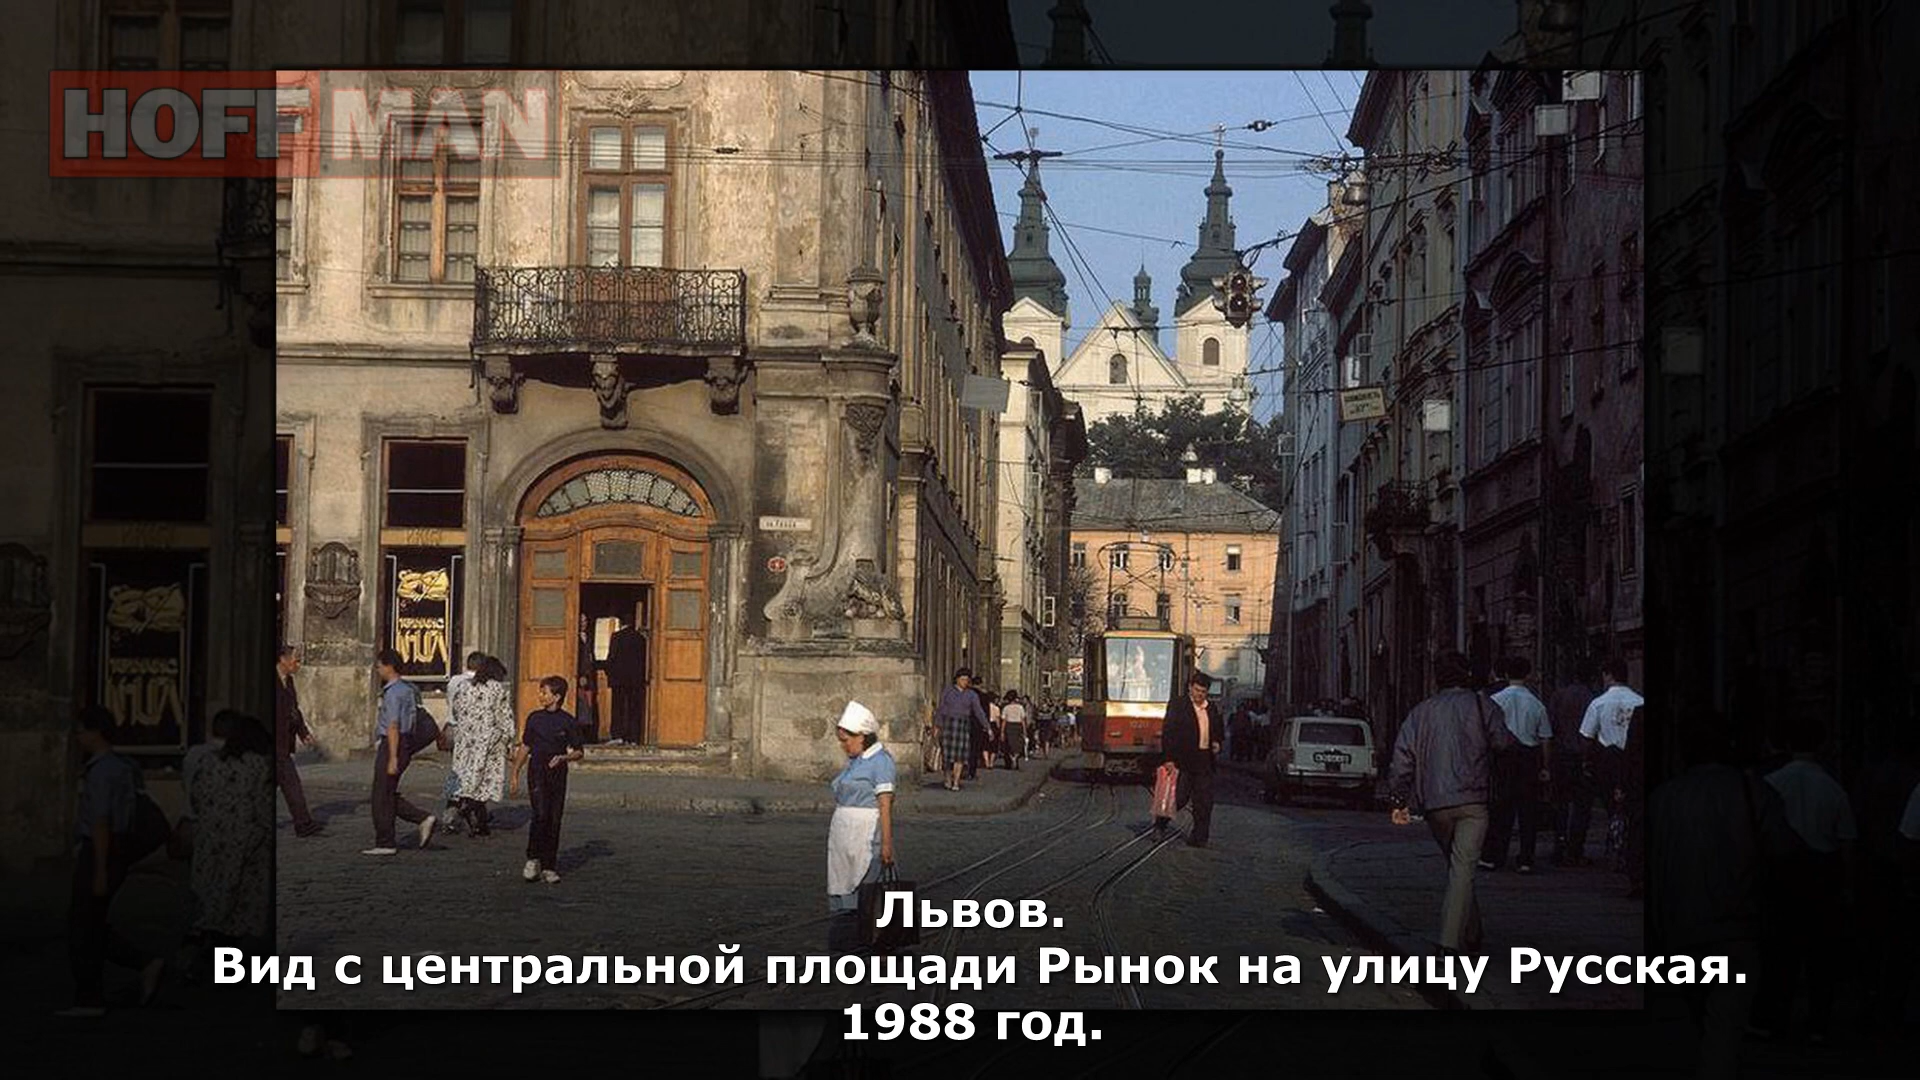 HOFFMAN
Львов.
Вид с центральной площади Рынок на улицу Русская.
1988 год.